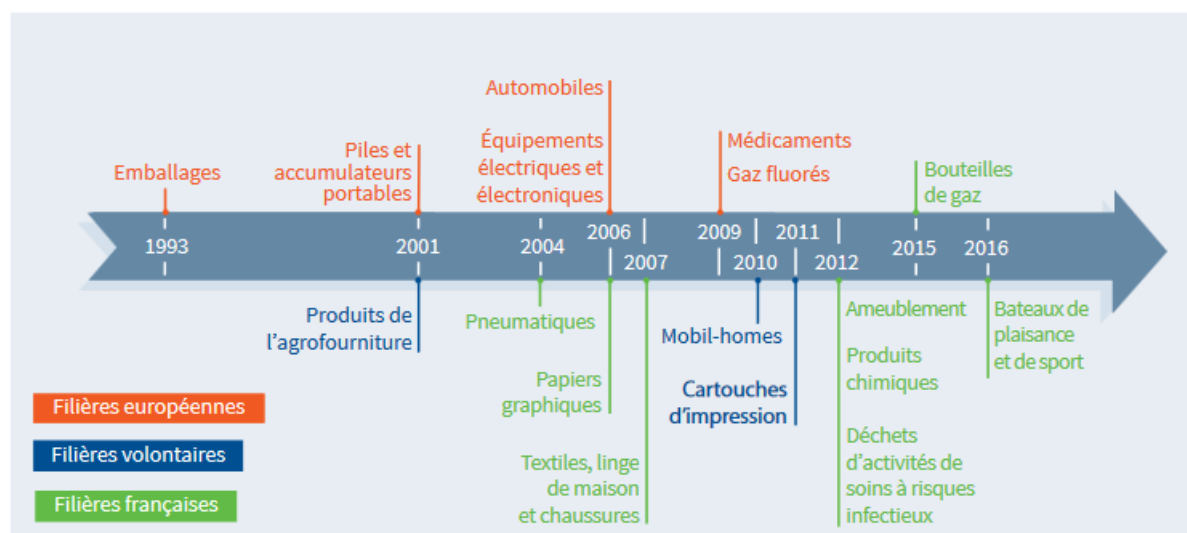 Automobiles
Équipements
électriques et
électroniques
Piles et
accumulateurs
portables
Emballages
Médicaments
Gaz fluorés
Bouteilles
de gaz
1993
2001
2004
2006
2007
2009
2010
2011
2012
2015
2016
Produits de
l'agrofourniture
Pneumatiques
Papiers
graphiques
Textiles, linge
de maison
et chaussures
Mobil-homes
Cartouches
d'impression
Ameublement
Produits
chimiques
Déchets
d'activités de
soins à risques
infectieux
Bateaux de
plaisance
et de sport
Filières européennes
Filières volontaires
Filières françaises